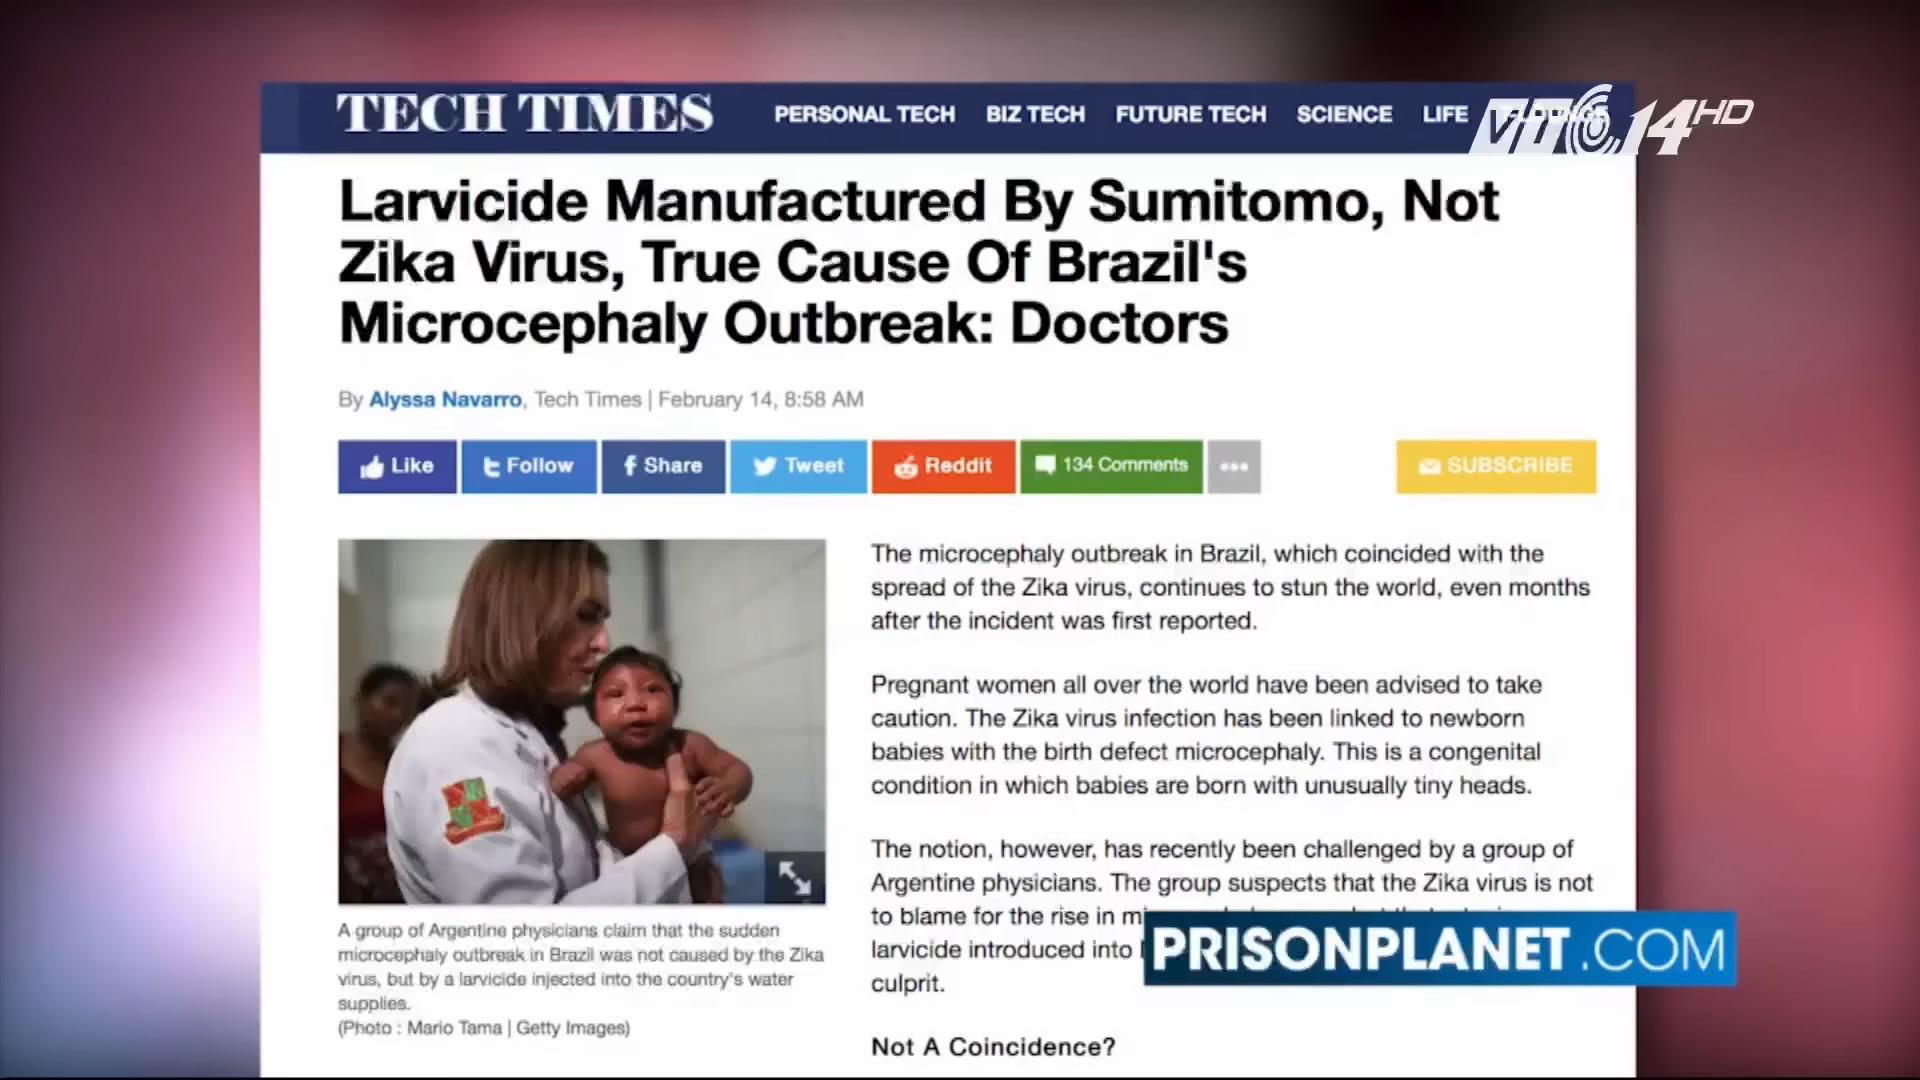 TECH TIMES
PERSONAL TECH BIZ TECH FUTURE TECH SCIENCE LIFE
VTC14 HD
Larvicide Manufactured By Sumitomo, Not
Zika Virus, True Cause Of Brazil's
Microcephaly Outbreak: Doctors
By Alyssa Navarro, Tech Times | February 14, 8:58 AM
Like Follow Share Tweet Reddit 134 Comments SUBSCRIBE
The microcephaly outbreak in Brazil, which coincided with the
spread of the Zika virus, continues to stun the world, even months
after the incident was first reported.
Pregnant women all over the world have been advised to take
caution. The Zika virus infection has been linked to newborn
babies with the birth defect microcephaly. This is a congenital
condition in which babies are born with unusually tiny heads.
The notion, however, has recently been challenged by a group of
Argentine physicians. The group suspects that the Zika virus is not
to blame for the rise in
larvicide introduced into
culprit.
Not A Coincidence?
A group of Argentine physicians claim that the sudden
microcephaly outbreak in Brazil was not caused by the Zika
virus, but by a larvicide injected into the country's water
supplies.
(Photo : Mario Tama | Getty Images)
PRISONPLANET.COM